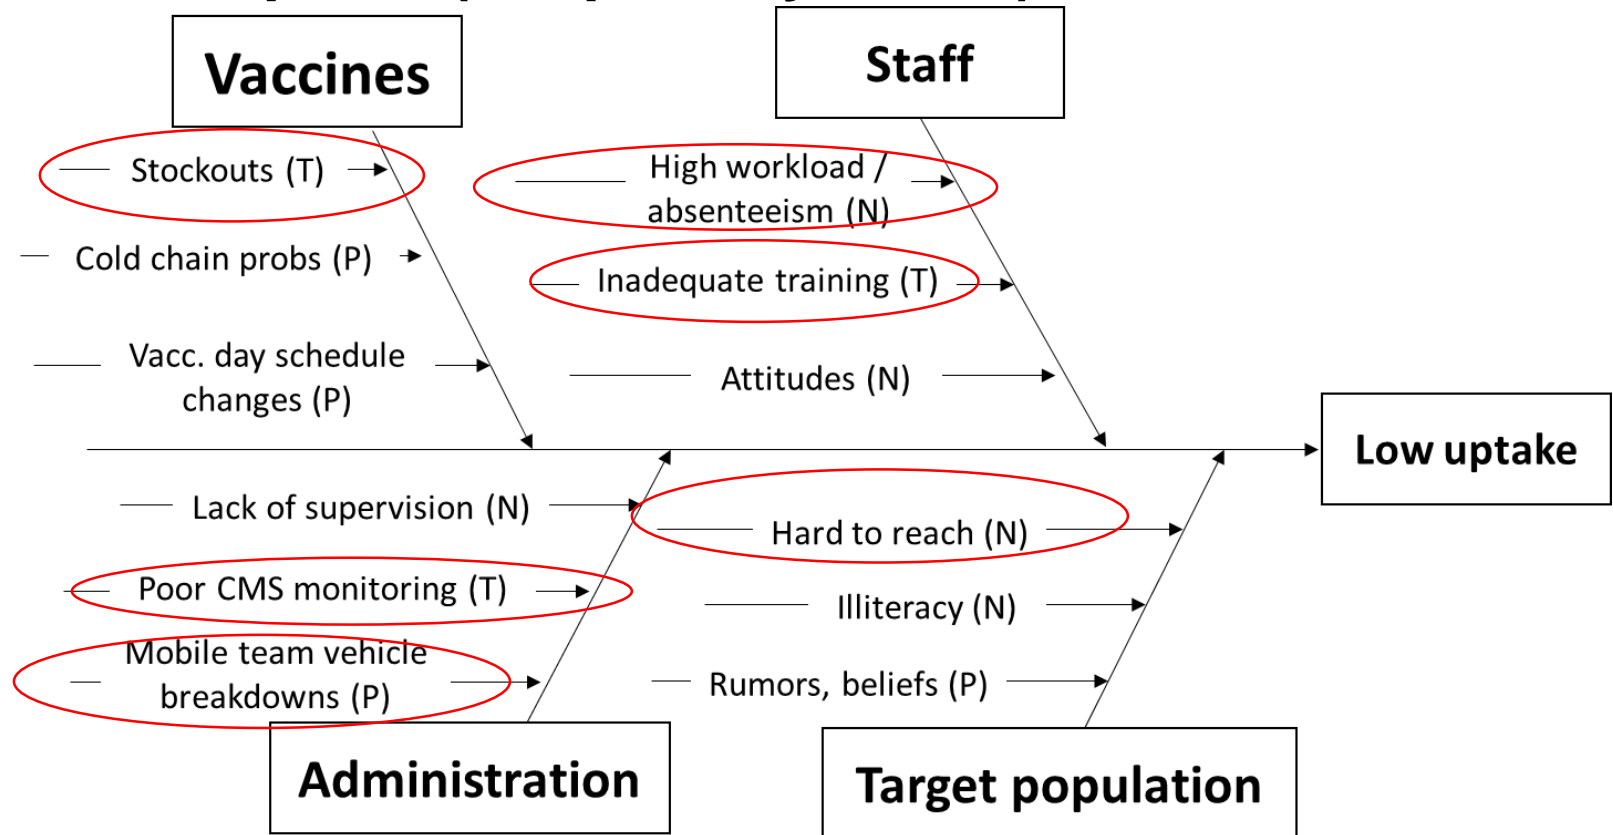 Vaccines
Stockouts (T)
Cold chain probs (P)
Vacc. day schedule
changes (P)
Staff
High workload /
absenteeism (N)
Inadequate training (T)
Attitudes (N)
Low uptake
Lack of supervision (N)
Poor CMS monitoring (T)
Mobile team vehicle
breakdowns (P)
Administration
Hard to reach (N)
Illiteracy (N)
Rumors, beliefs (P)
Target population